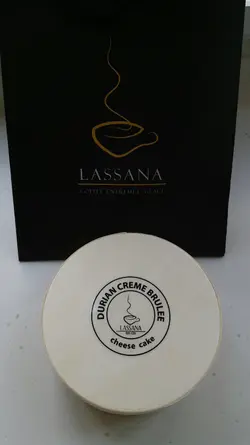 LASSANA
DURIAN CREME BRULEE
LASSANA
cheese cake